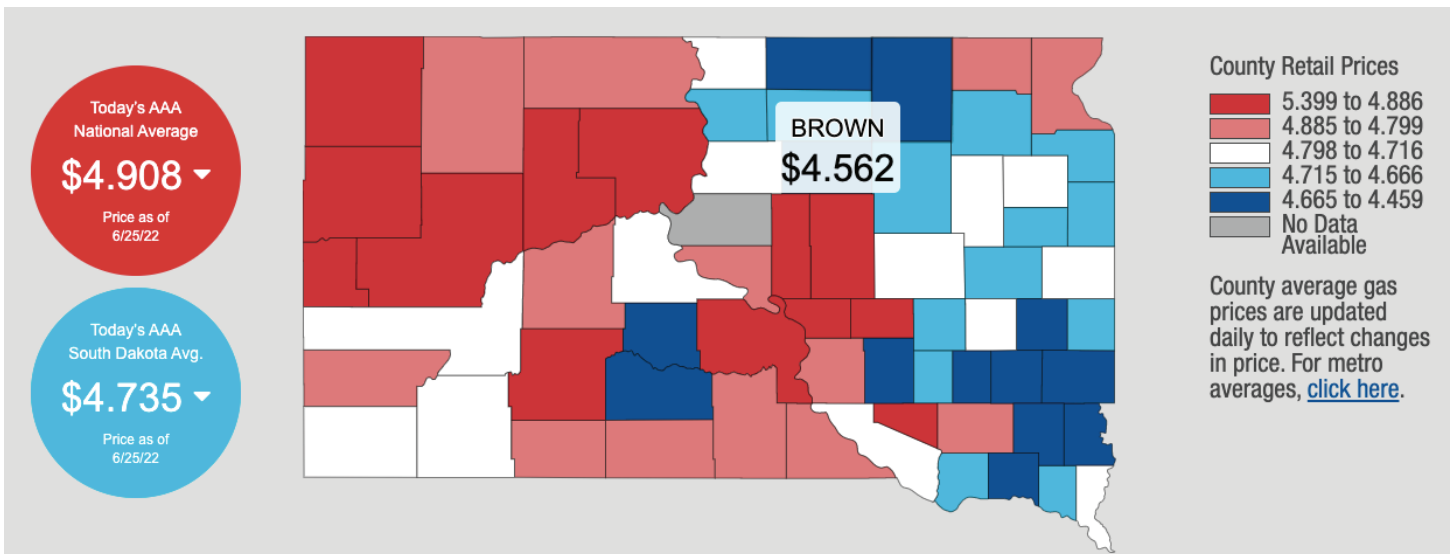 Today's AAA
National Average
$4.908
Price as of
6/25/22
Today's AAA
South Dakota Avg.
$4.735
Price as of
6/25/22
BROWN
$4.562
County Retail Prices
5.399 to 4.886
4.885 to 4.799
4.798 to 4.716
4.715 to 4.666
4.665 to 4.459
No Data
Available
County average gas
prices are updated
daily to reflect changes
in price. For metro
averages, click here.